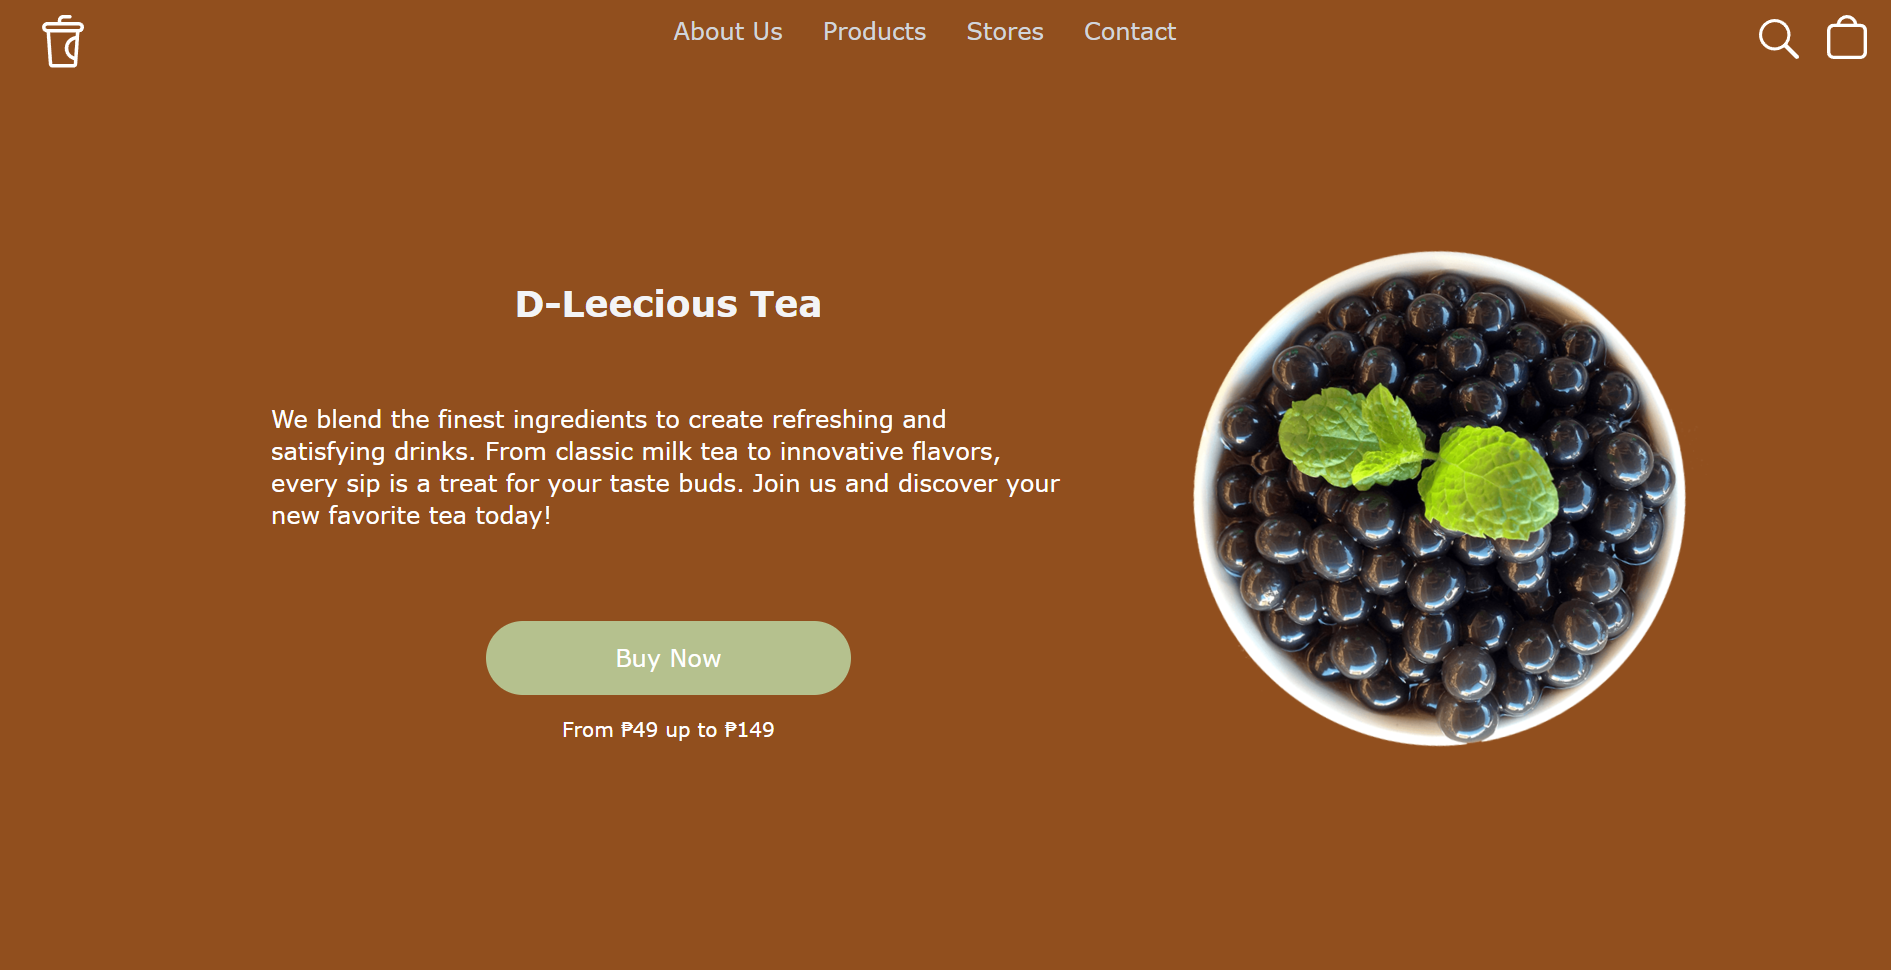 About Us
Products
Stores
Contact
D-Leecious Tea
We blend the finest ingredients to create refreshing and
satisfying drinks. From classic milk tea to innovative flavors,
every sip is a treat for your taste buds. Join us and discover your
new favorite tea today!
Buy Now
From ₱49 up to ₱149